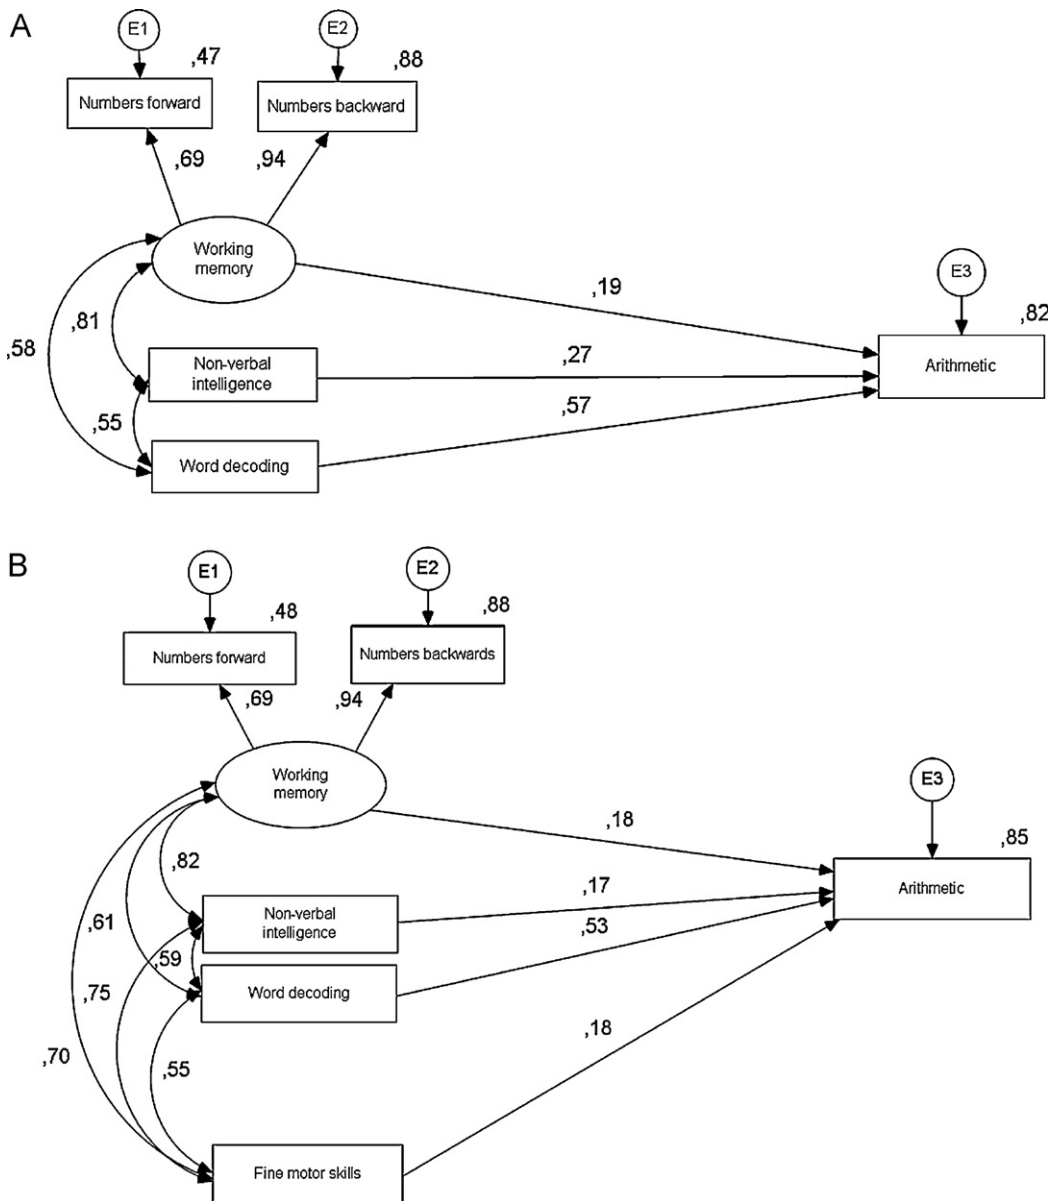 A
E1
E2
,47
,88
Numbers forward
Numbers backward
,69
,94
Working
memory
E3
,19
,82
,81
,58
Non-verbal
intelligence
,27
Arithmetic
,55
,57
Word decoding
B
E1
E2
,48
,88
Numbers forward
Numbers backwards
,69
,94
Working
memory
E3
,18
,85
,82
Non-verbal
intelligence
,17
Arithmetic
,61
,53
,59
,75
Word decoding
,18
,70
,55
Fine motor skills